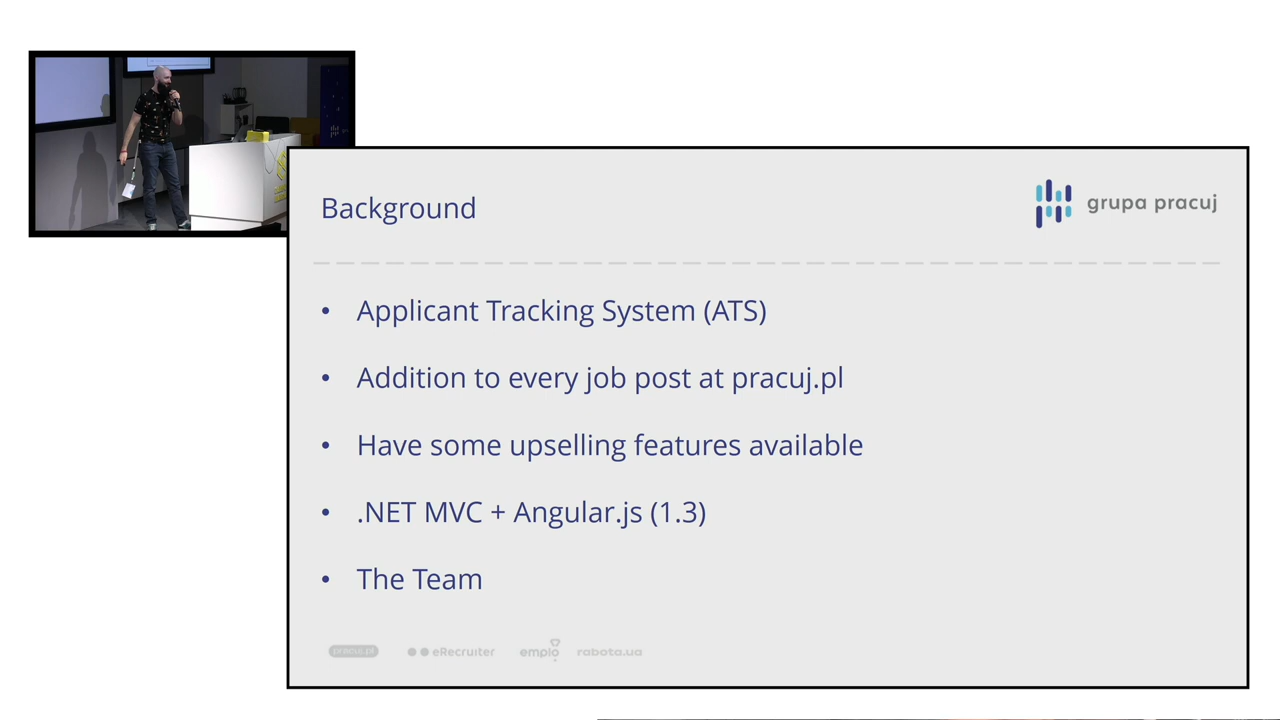 Background
grupa pracuj
• Applicant Tracking System (ATS)
• Addition to every job post at pracuj.pl
• Have some upselling features available
• .NET MVC + Angular.js (1.3)
• The Team
pracuj.pl
eRecruiter
emplo
rabota.ua